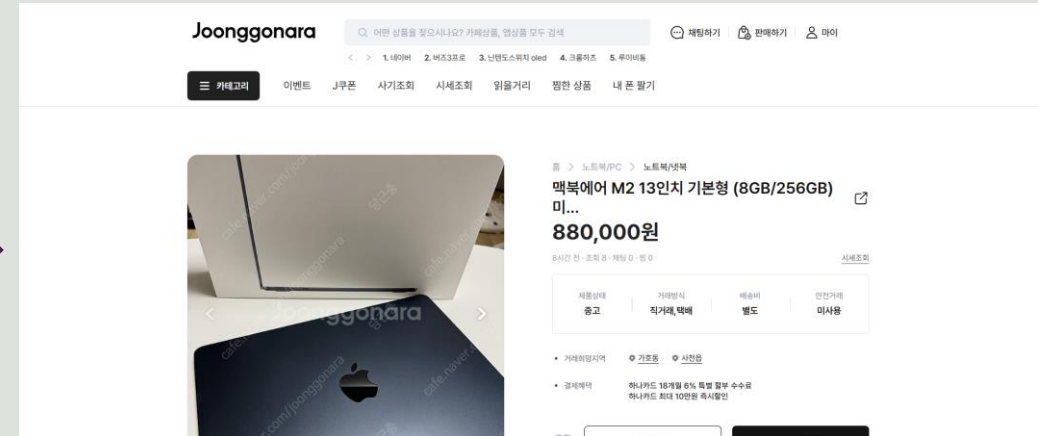 Joonggonara
어떤 상품을 찾으시나요? 카페상품, 앱상품 모두 검색
채팅하기
판매하기
마이
1. 네이버 2. 버즈3프로 3. 닌텐도스위치 oled 4. 크롬하츠 5. 루이비통
카테고리 이벤트 J쿠폰 사기조회 시세조회 읽을거리 찜한 상품 내 폰 팔기
홈 > 노트북/PC > 노트북/넷북
맥북에어 M2 13인치 기본형 (8GB/256GB)
미...
880,000원
8시간 전 · 조회 8 · 채팅 0 · 찜 0
시세조회
제품상태 거래방식 배송비 안전거래
중고 직거래,택배 별도 미사용
거래희망지역 가호동 사천읍
결제혜택 하나카드 18개월 6% 특별 할부 수수료
하나카드 최대 10만원 즉시할인
Joonggonara